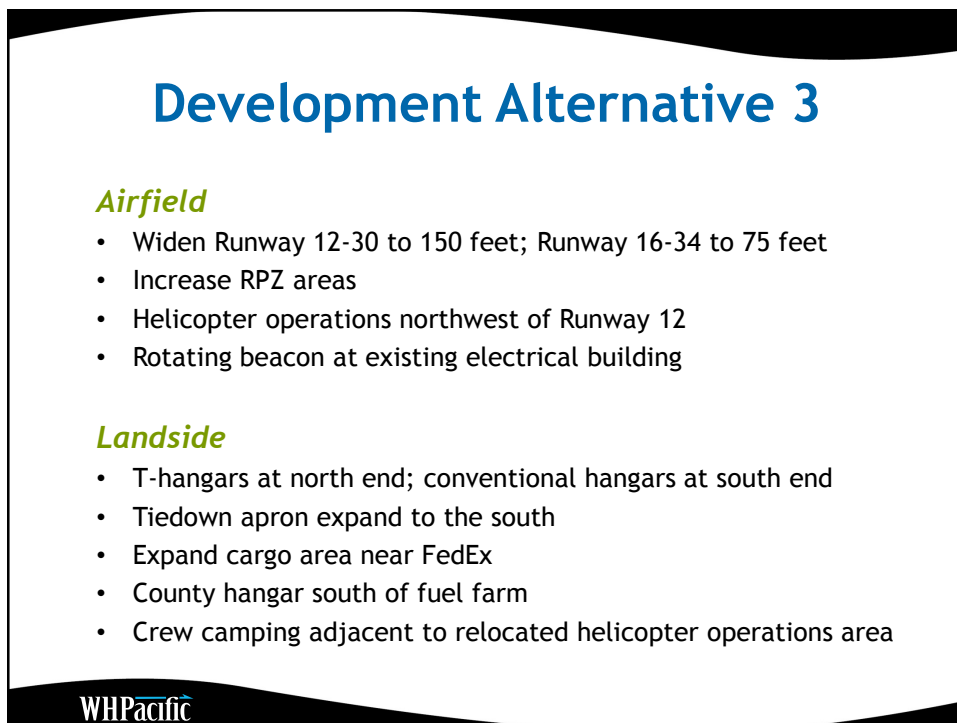 Development Alternative 3
Airfield
• Widen Runway 12-30 to 150 feet; Runway 16-34 to 75 feet
• Increase RPZ areas
• Helicopter operations northwest of Runway 12
• Rotating beacon at existing electrical building
Landside
• T-hangars at north end; conventional hangars at south end
• Tiedown apron expand to the south
• Expand cargo area near FedEx
• County hangar south of fuel farm
• Crew camping adjacent to relocated helicopter operations area
WHPacific